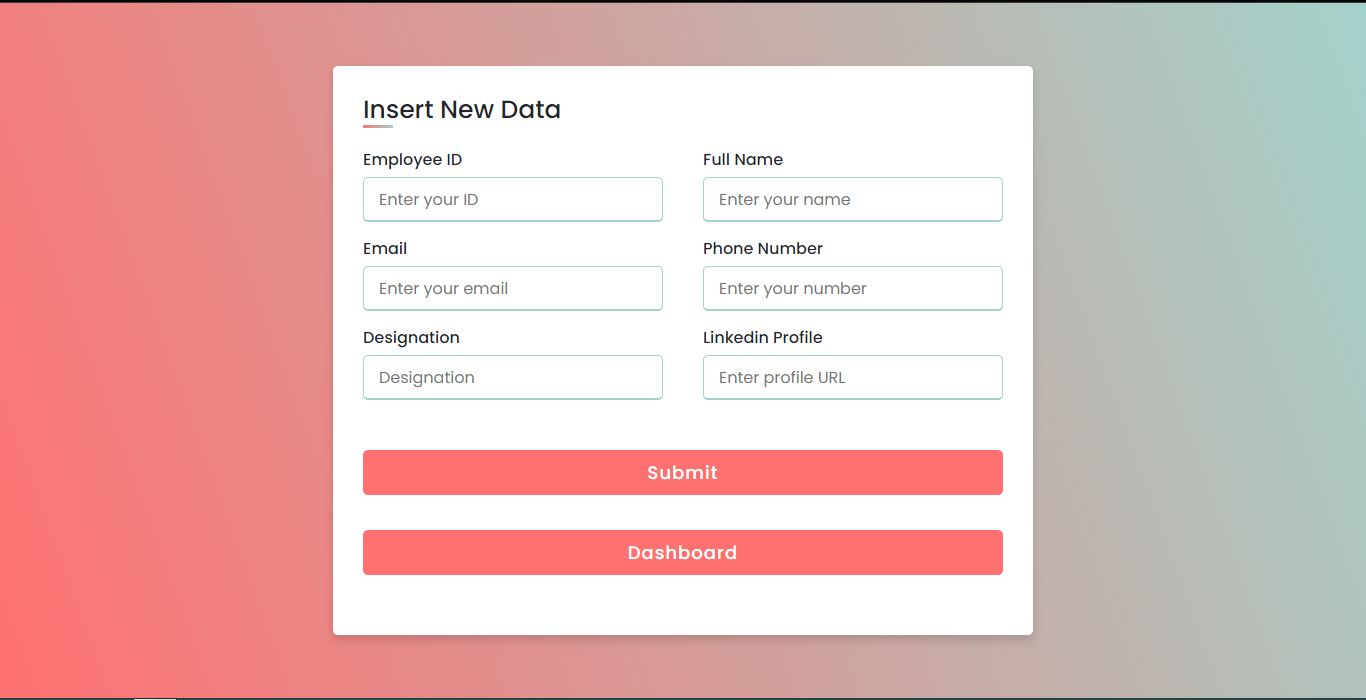 Insert New Data
Employee ID
Full Name
Enter your ID
Enter your name
Email
Phone Number
Enter your email
Enter your number
Designation
Linkedin Profile
Designation
Enter profile URL
Submit
Dashboard